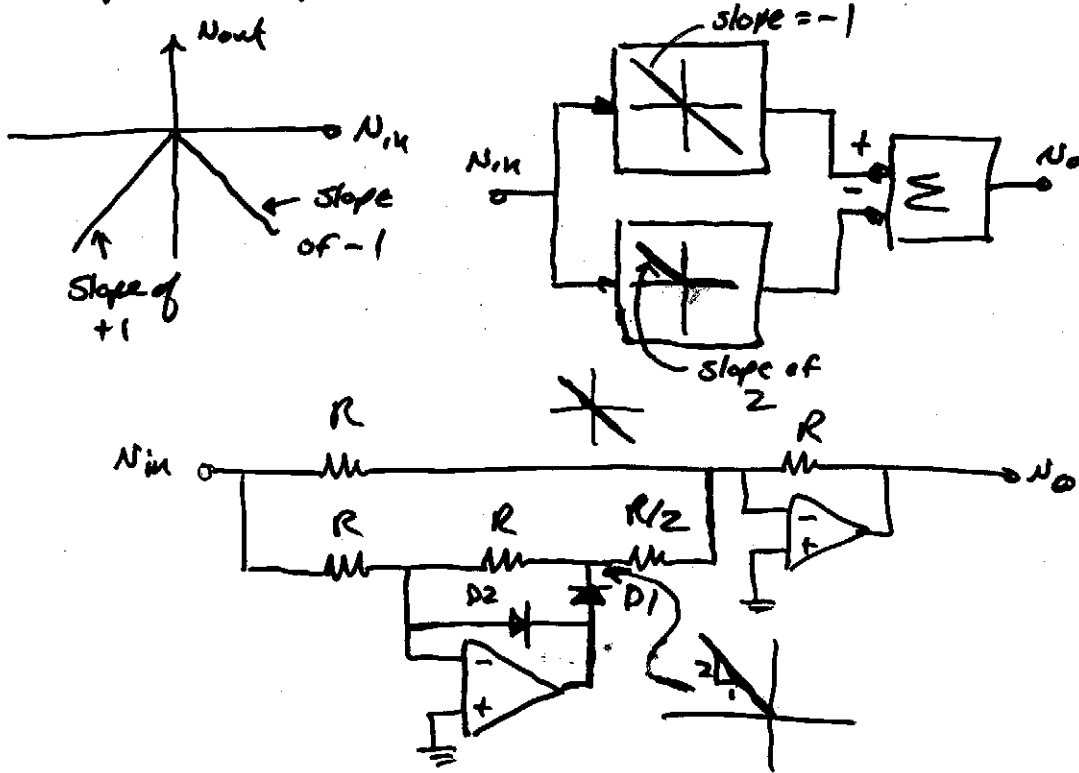 Nout
Nin
slope
of -1
Slope of
+1
slope = -1
Nin
+
-
Σ
No
slope of
2
R
Nin
R
No
R
R
R/2
D2
D1
-
+
-
+
2
1